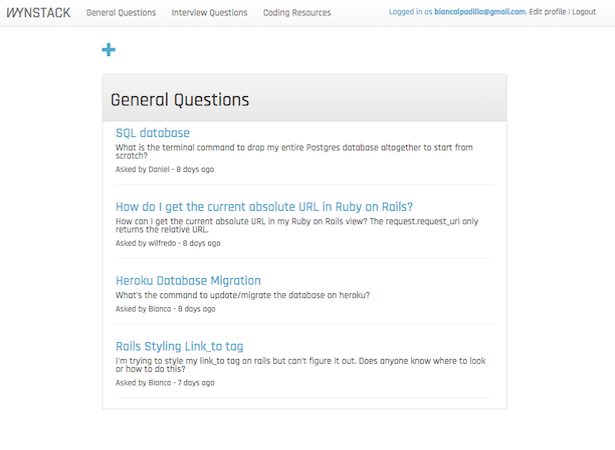 WYNSTACK General Questions Interview Questions Coding Resources Logged in as biancalpadilla@gmail.com. Edit profile | Logout
General Questions
SQL database
What is the terminal command to drop my entire Postgres database altogether to start from
scratch?
Asked by Daniel - 8 days ago
How do I get the current absolute URL in Ruby on Rails?
How can I get the current absolute URL in my Ruby on Rails view? The request.request_uri only
returns the relative URL.
Asked by wilfredo - 8 days ago
Heroku Database Migration
What's the command to update/migrate the database on heroku?
Asked by Bianca - 8 days ago
Rails Styling Link_to tag
I'm trying to style my link_to tag on rails but can't figure it out. Does anyone know where to look
or how to do this?
Asked by Bianca - 7 days ago